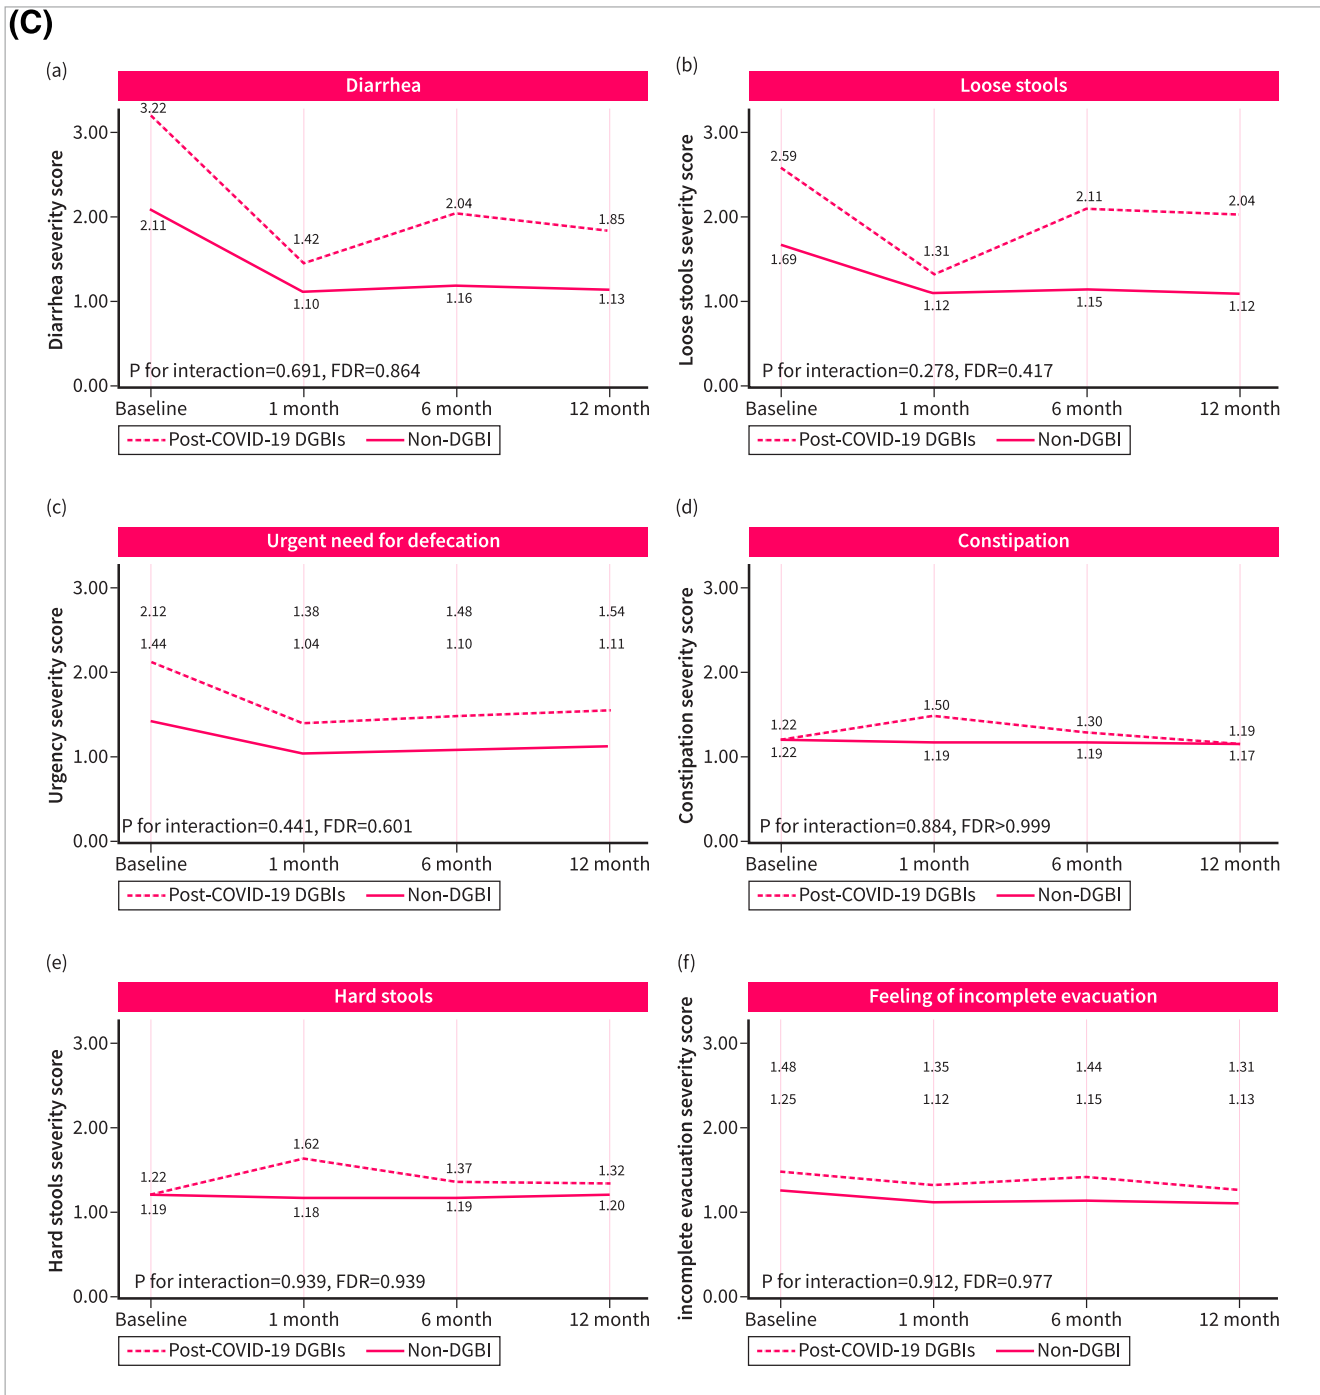 (C)
(a)
Diarrhea
Diarrhea severity score
3.00
2.00
1.00
0.00
3.22
2.11
1.42
1.10
2.04
1.16
1.85
1.13
P for interaction=0.691, FDR=0.864
Baseline 1 month 6 month 12 month
Post-COVID-19 DGBIs Non-DGBI
(b)
Loose stools
Loose stools severity score
3.00
2.00
1.00
0.00
2.59
1.69
1.31
1.12
2.11
1.15
2.04
1.12
P for interaction=0.278, FDR=0.417
Baseline 1 month 6 month 12 month
Post-COVID-19 DGBIs Non-DGBI
(c)
Urgent need for defecation
Urgency severity score
3.00
2.00
1.00
0.00
2.12 1.38 1.48 1.54
1.44 1.04 1.10 1.11
P for interaction=0.441, FDR=0.601
Baseline 1 month 6 month 12 month
Post-COVID-19 DGBIs Non-DGBI
(d)
Constipation
Constipation severity score
3.00
2.00
1.00
0.00
1.22
1.22
1.50
1.19
1.30
1.19
1.19
1.17
P for interaction=0.884, FDR>0.999
Baseline 1 month 6 month 12 month
Post-COVID-19 DGBIs Non-DGBI
(e)
Hard stools
Hard stools severity score
3.00
2.00
1.00
0.00
1.22
1.19
1.62
1.18
1.37
1.19
1.32
1.20
P for interaction=0.939, FDR=0.939
Baseline 1 month 6 month 12 month
Post-COVID-19 DGBIs Non-DGBI
(f)
Feeling of incomplete evacuation
incomplete evacuation severity score
3.00
2.00
1.00
0.00
1.48 1.35 1.44 1.31
1.25 1.12 1.15 1.13
P for interaction=0.912, FDR=0.977
Baseline 1 month 6 month 12 month
Post-COVID-19 DGBIs Non-DGBI